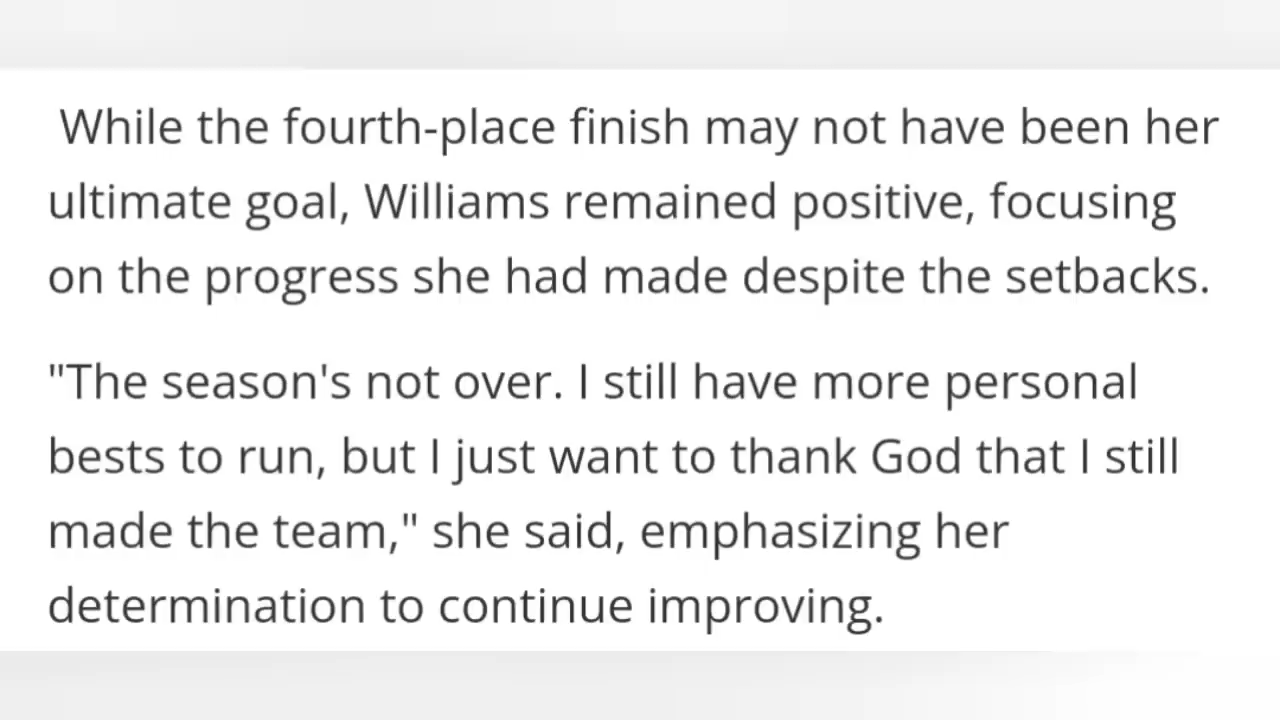 While the fourth-place finish may not have been her
ultimate goal, Williams remained positive, focusing
on the progress she had made despite the setbacks.
"The season's not over. I still have more personal
bests to run, but I just want to thank God that I still
made the team," she said, emphasizing her
determination to continue improving.